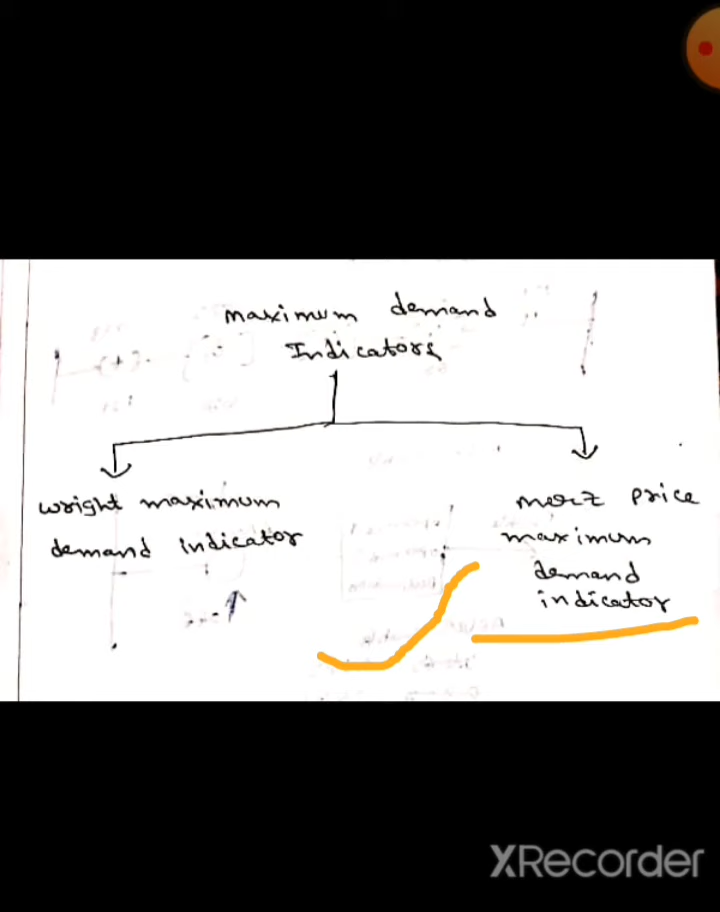 maximum demand
Indicators
wright maximum
demand indicator
merz price
maximum
demand
indicator
XRecorder